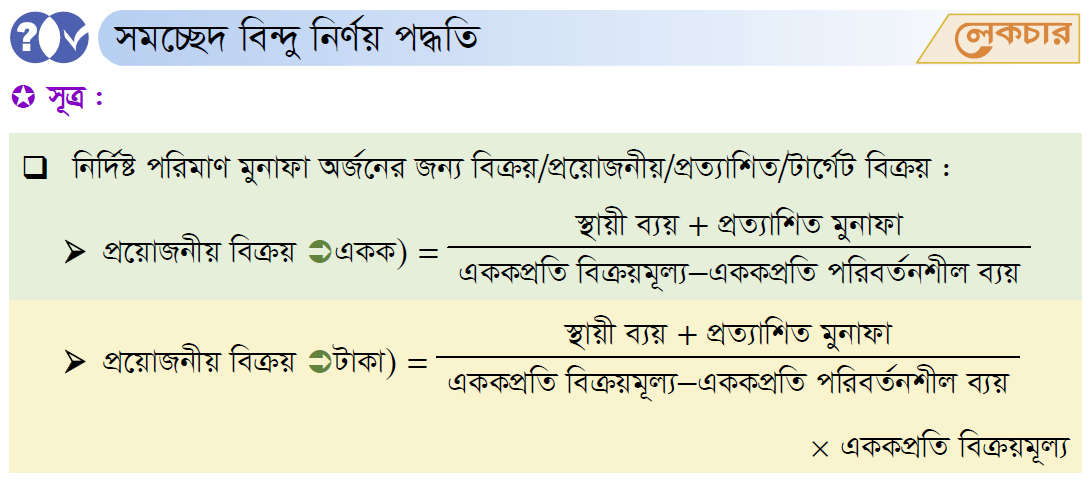 সমচ্ছেদ বিন্দু নির্ণয় পদ্ধতি
লেকচার
সূত্র :
নির্দিষ্ট পরিমাণ মুনাফা অর্জনের জন্য বিক্রয়/প্রয়োজনীয়/প্রত্যাশিত/টার্গেট বিক্রয় :
প্রয়োজনীয় বিক্রয় ➲একক) = স্থায়ী ব্যয় + প্রত্যাশিত মুনাফা
এককপ্রতি বিক্রয়মূল্য–এককপ্রতি পরিবর্তনশীল ব্যয়
প্রয়োজনীয় বিক্রয় ➲টাকা) = স্থায়ী ব্যয় + প্রত্যাশিত মুনাফা
এককপ্রতি বিক্রয়মূল্য–এককপ্রতি পরিবর্তনশীল ব্যয়
× এককপ্রতি বিক্রয়মূল্য